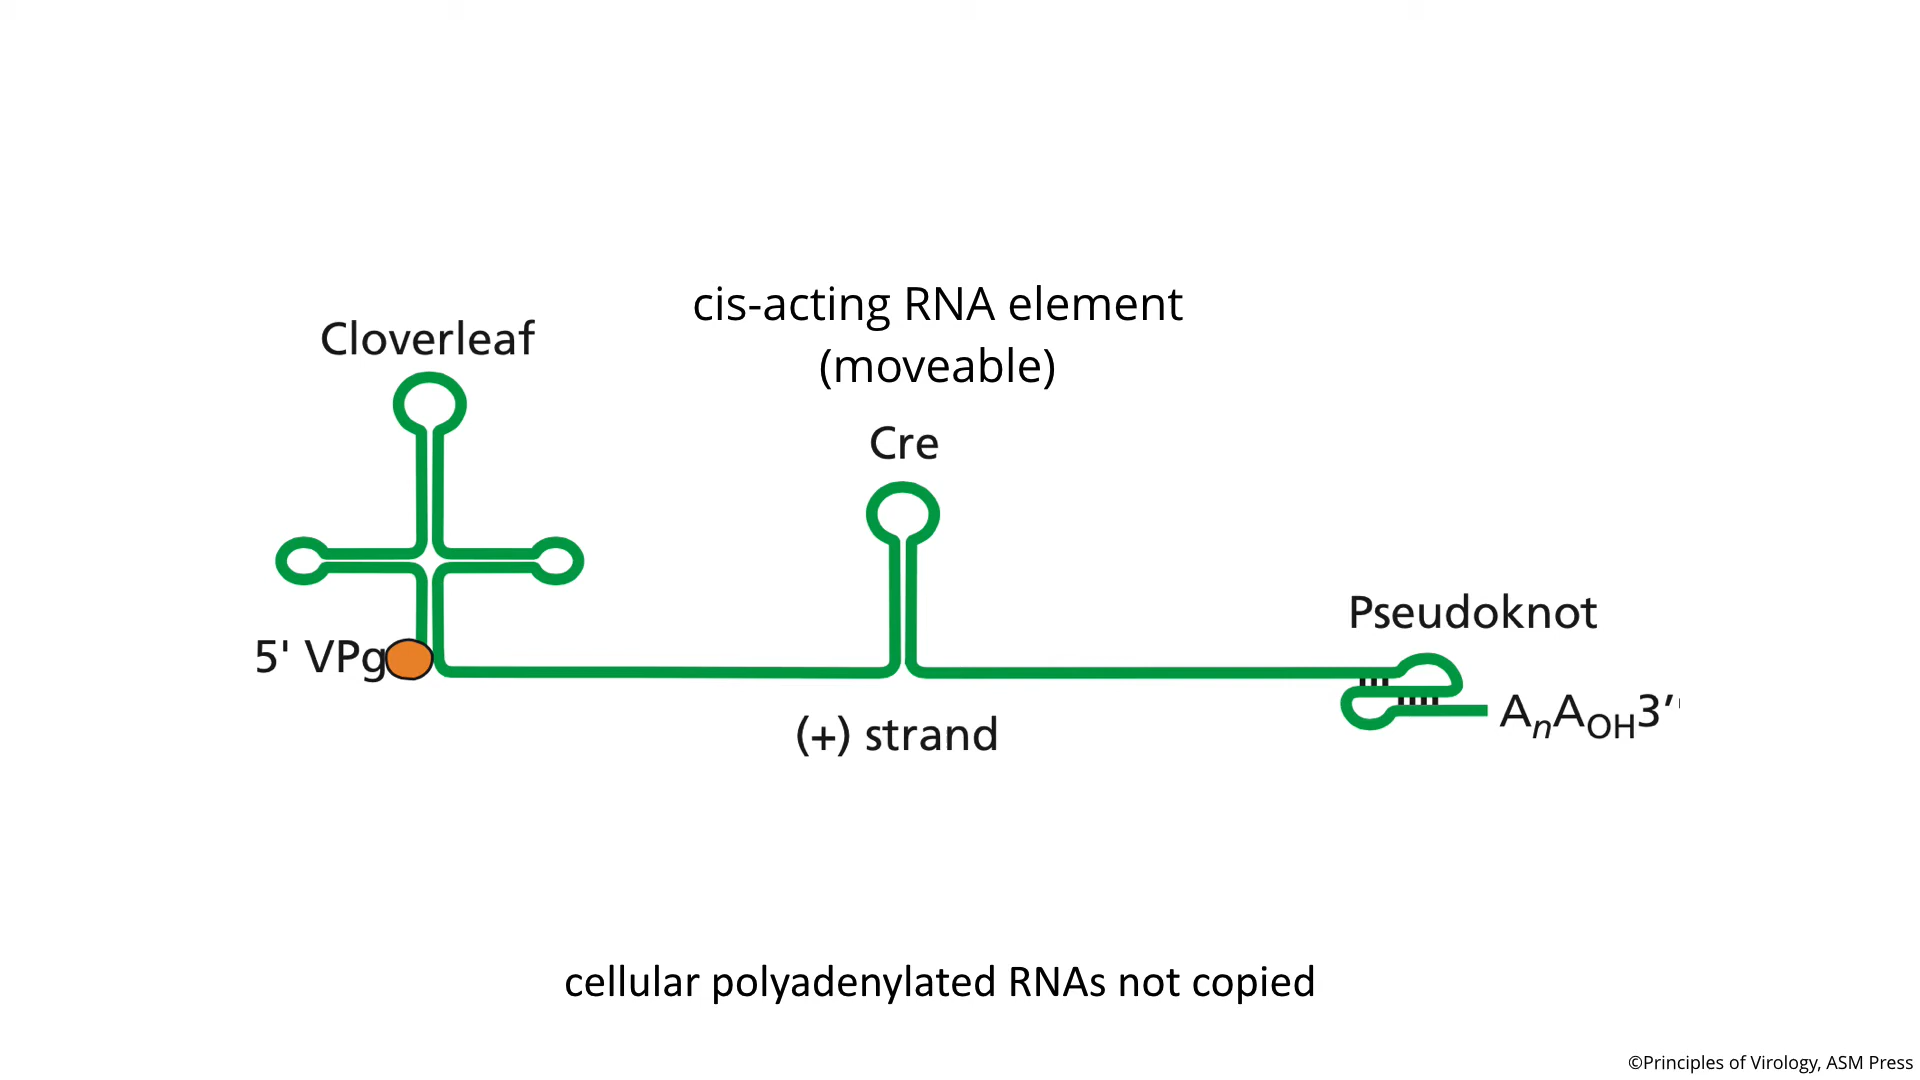 cis-acting RNA element
(moveable)
Cloverleaf
Cre
Pseudoknot
5' VPg
AnAOH3′
(+) strand
cellular polyadenylated RNAs not copied
©Principles of Virology, ASM Press